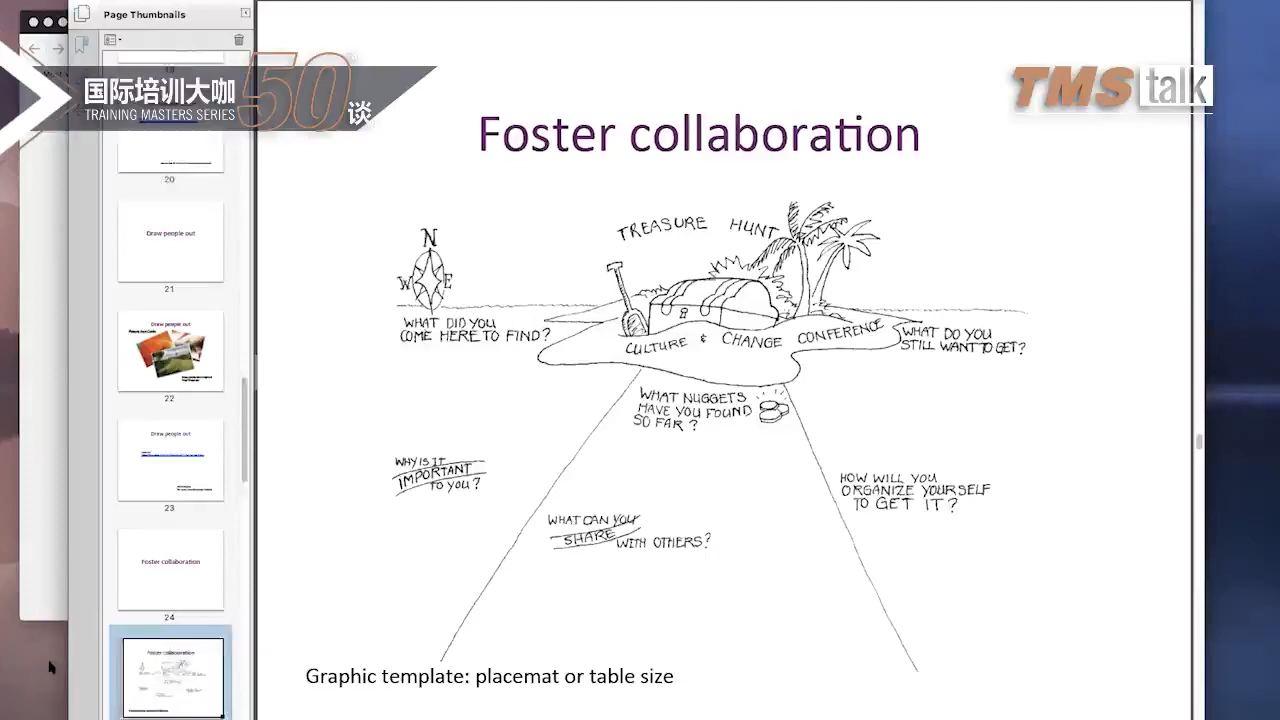 Page Thumbnails
国际培训大咖
50
谈
TRAINING MASTERS SERIES
TMS talk
Foster collaboration
TREASURE HUNT
N
W E
WHAT DID YOU
COME HERE TO FIND?
CULTURE & CHANGE CONFERENCE
WHAT DO YOU
STILL WANT TO GET?
WHAT NUGGETS
HAVE YOU FOUND
SO FAR?
WHY IS IT
IMPORTANT
TO YOU?
HOW WILL YOU
ORGANIZE YOURSELF
TO GET IT?
WHAT CAN YOU
SHARE WITH OTHERS?
Graphic template: placemat or table size
20
Draw people out
21
Draw people out
22
Draw people out
23
Foster collaboration
24
Foster collaboration